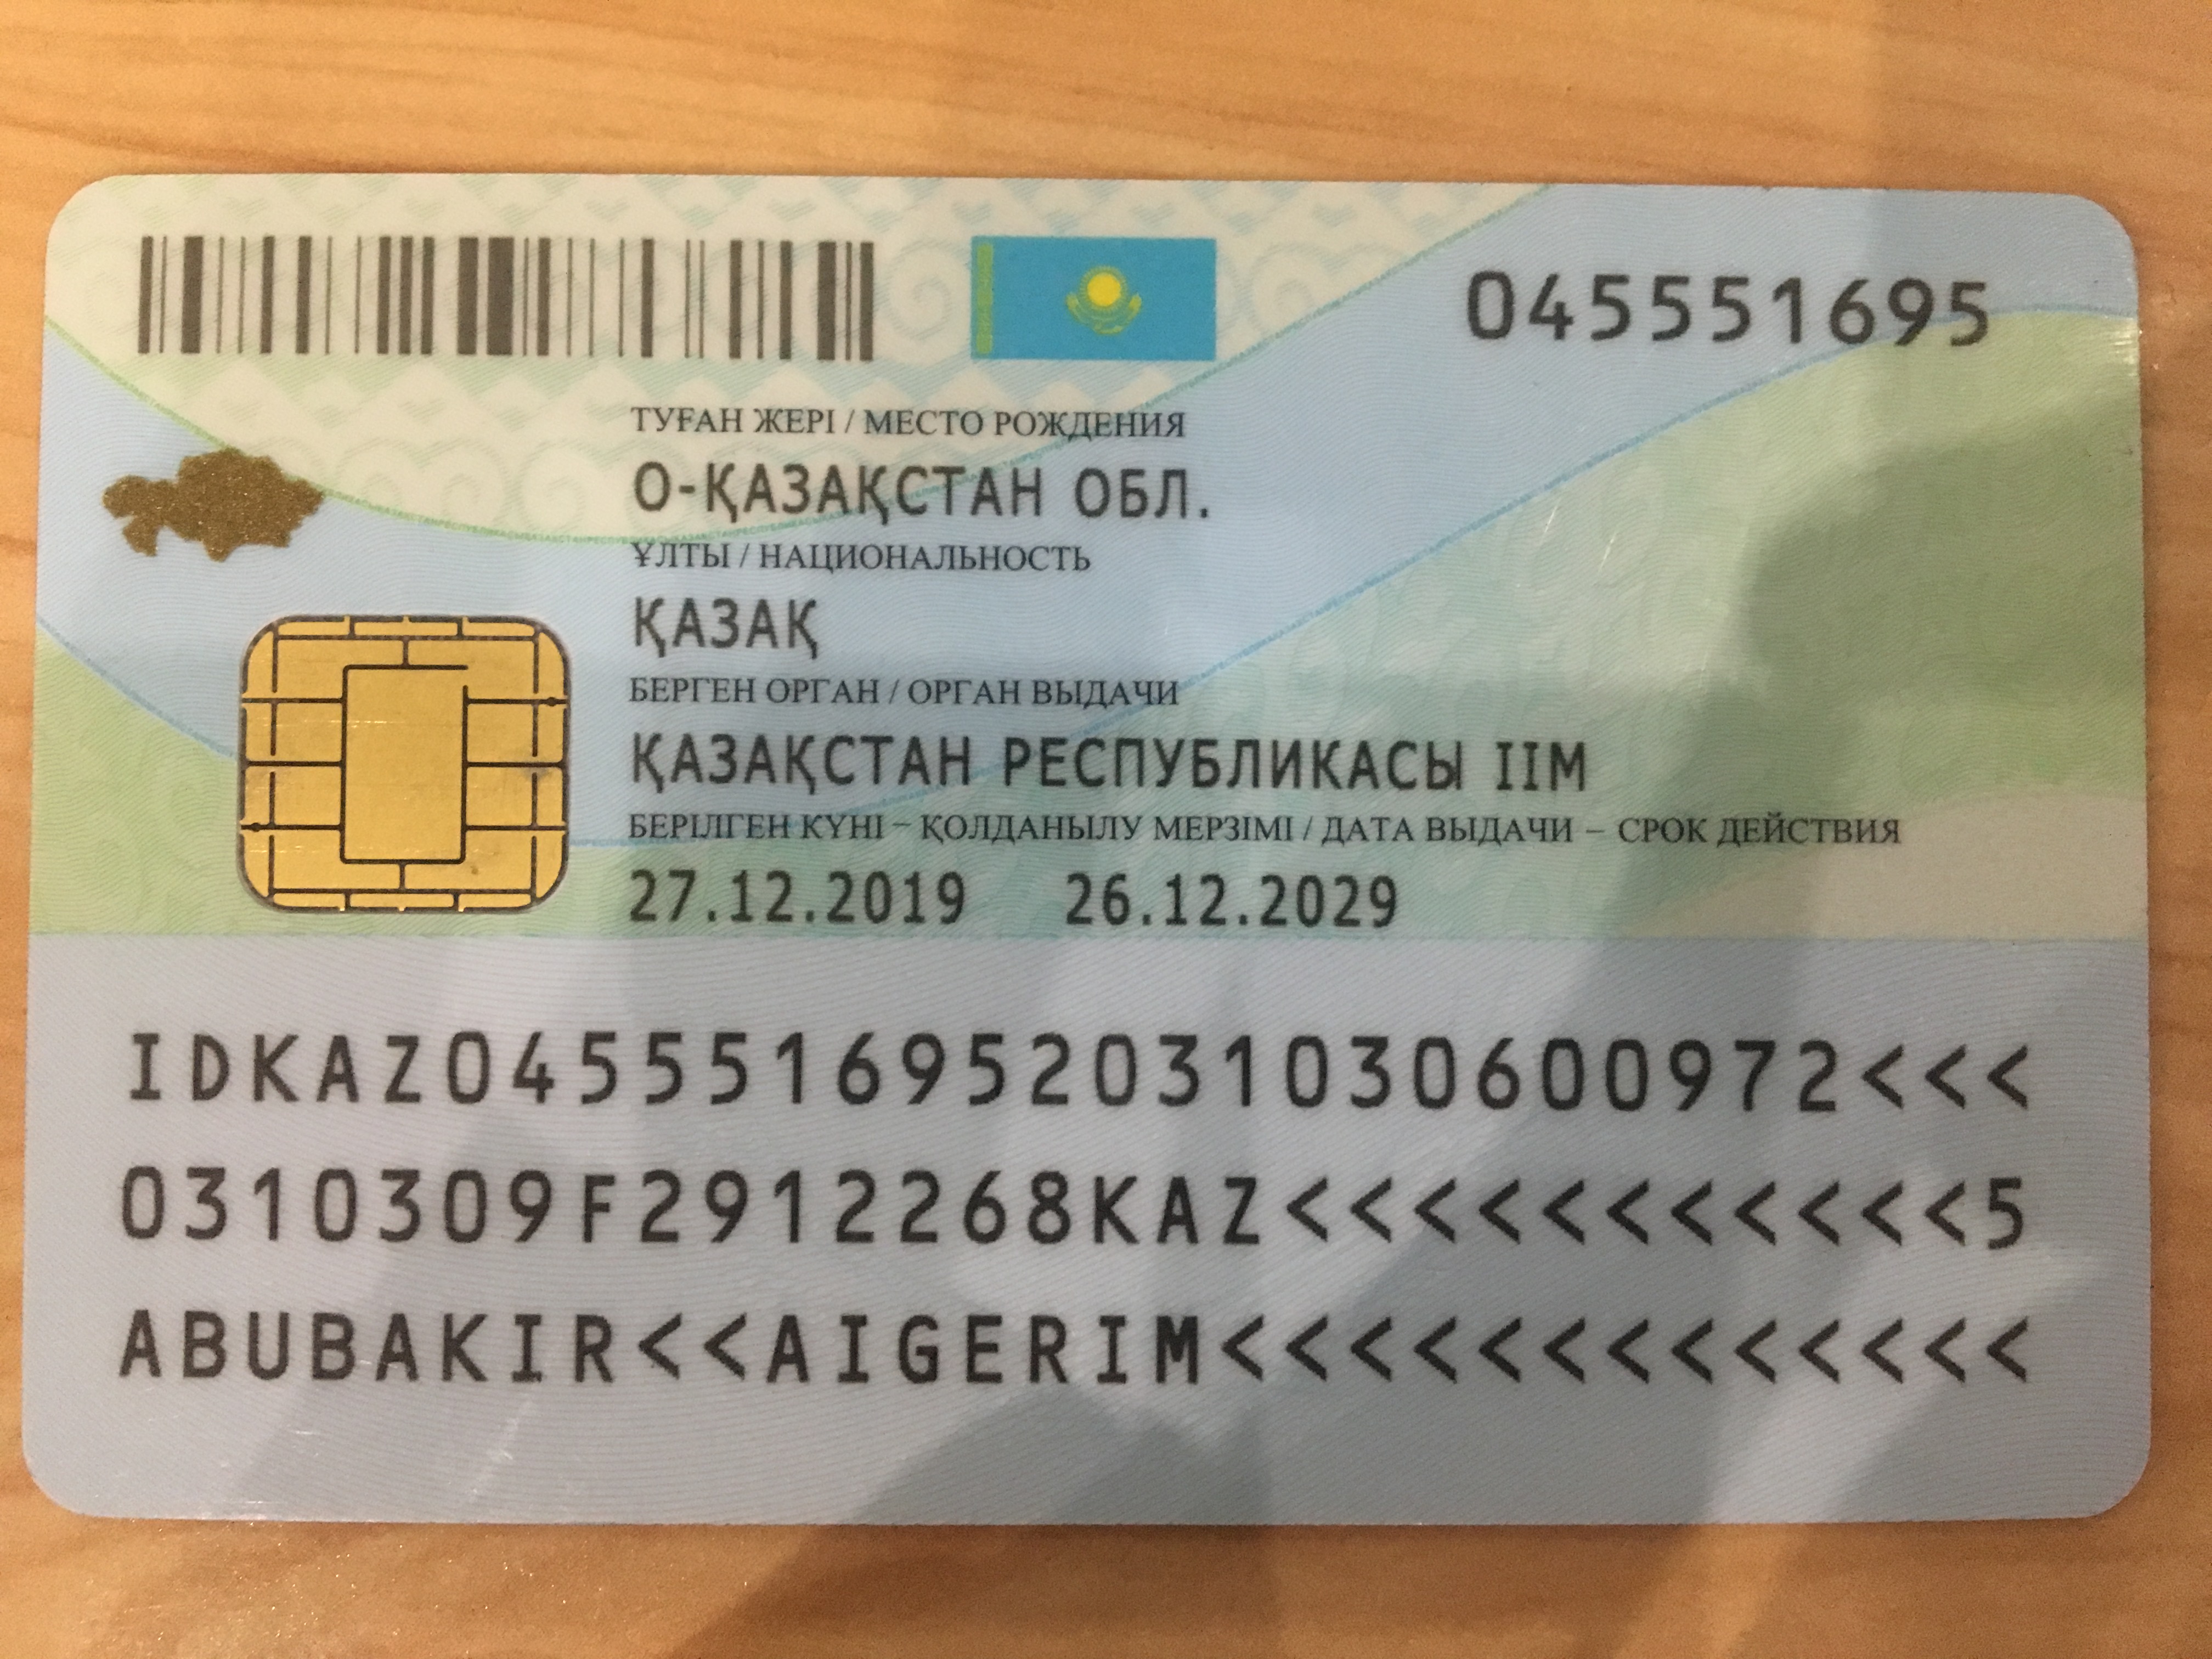 045551695
ТУҒАН ЖЕРІ / МЕСТО РОЖДЕНИЯ
О-ҚАЗАҚСТАН ОБЛ.
ҰЛТЫ / НАЦИОНАЛЬНОСТЬ
ҚАЗАҚ
БЕРГЕН ОРГАН / ОРГАН ВЫДАЧИ
ҚАЗАҚСТАН РЕСПУБЛИКАСЫ ІІМ
БЕРІЛГЕН КҮНІ – ҚОЛДАНЫЛУ МЕРЗІМІ / ДАТА ВЫДАЧИ – СРОК ДЕЙСТВИЯ
27.12.2019 26.12.2029
IDKAZ0455516952031030600972<<<
0310309F2912268KAZ<<<<<<<<<<<5
ABUBAKIR<<AIGERIM<<<<<<<<<<<<<